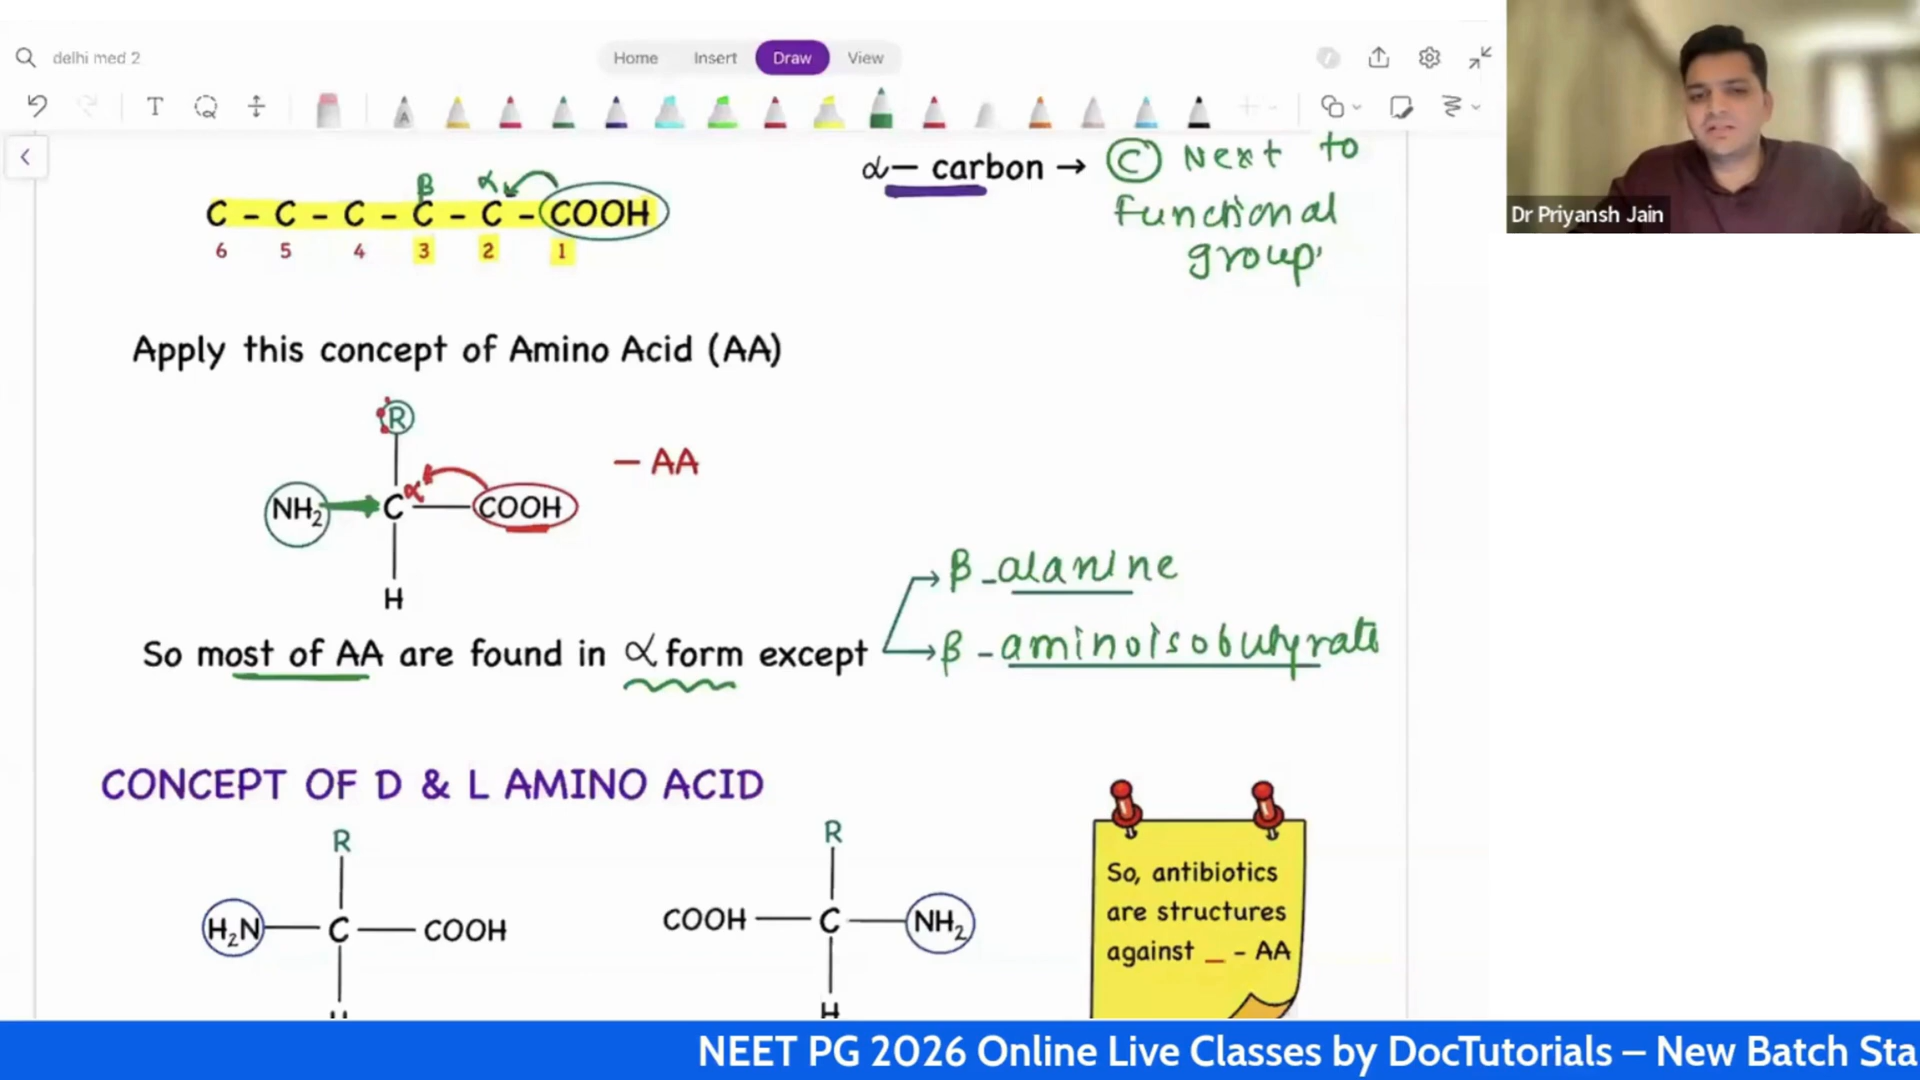 delhi med 2
Home Insert Draw View
T
A
α – carbon → C Next to
functional
group
β α
C - C - C - C - C - COOH
6 5 4 3 2 1
Apply this concept of Amino Acid (AA)
R
NH2 C α COOH
H
– AA
So most of AA are found in α form except
β - alanine
β - aminoisobutyrate
CONCEPT OF D & L AMINO ACID
R
H2N C COOH
H
R
COOH C NH2
H
So, antibiotics
are structures
against _ - AA
Dr Priyansh Jain
NEET PG 2026 Online Live Classes by DocTutorials – New Batch Sta